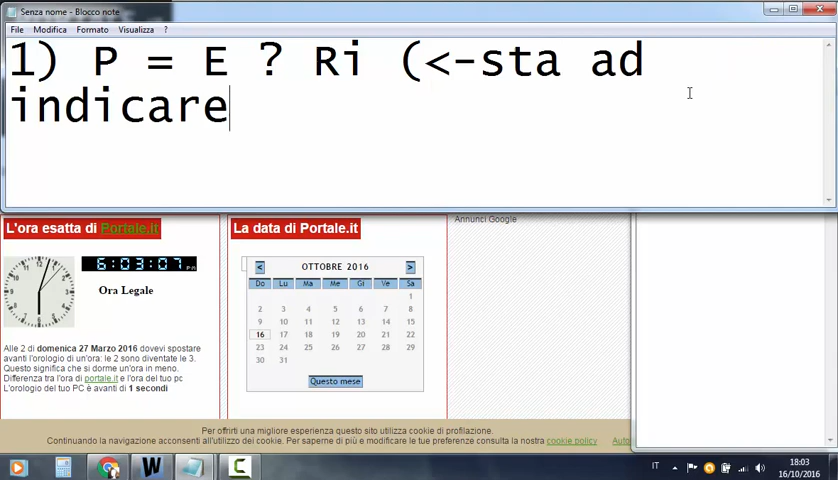 Senza nome - Blocco note
File Modifica Formato Visualizza ?
1) P = E ? Ri (<-sta ad
indicare
L'ora esatta di Portale.it
6:03:07
Ora Legale
Alle 2 di domenica 27 Marzo 2016 dovevi spostare
avanti l'orologio di un'ora: le 2 sono diventate le 3.
Questo significa che si dorme un'ora in meno.
Differenza tra l'ora di portale.it e l'ora del tuo pc
L'orologio del tuo PC è avanti di 1 secondi
La data di Portale.it
< OTTOBRE 2016 >
Do Lu Ma Me Gi Ve Sa
1
2 3 4 5 6 7 8
9 10 11 12 13 14 15
16 17 18 19 20 21 22
23 24 25 26 27 28 29
30 31
Questo mese
Annunci Google
Per offrirti una migliore esperienza questo sito utilizza cookie di profilazione.
Continuando la navigazione acconsenti all'utilizzo dei cookie. Per saperne di più e modificare le tue preferenze consulta la nostra cookie policy Auto
IT
18:03
16/10/2016